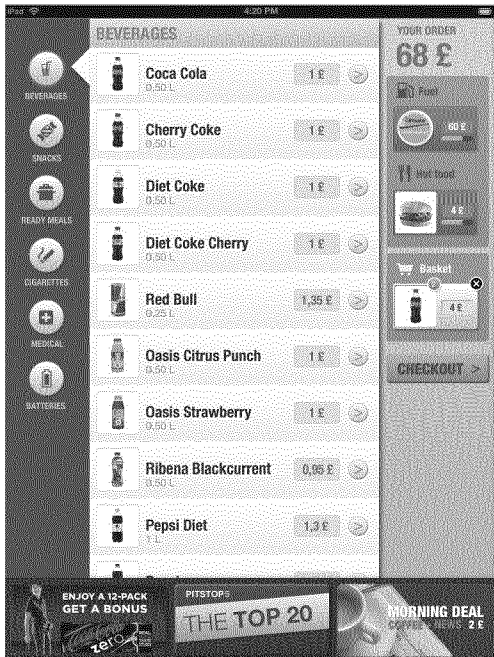 iPad
4:20 PM
BEVERAGES
SNACKS
READY MEALS
CIGARETTES
MEDICAL
BATTERIES
BEVERAGES
Coca Cola
0,50 L
1 £
Cherry Coke
0,50 L
1 £
Diet Coke
0,50 L
1 £
Diet Coke Cherry
0,50 L
1 £
Red Bull
0,25 L
1,35 £
Oasis Citrus Punch
0,50 L
1 £
Oasis Strawberry
0,50 L
1 £
Ribena Blackcurrent
0,50 L
0,95 £
Pepsi Diet
1 L
1,3 £
YOUR ORDER
68 £
Fuel
60 £
Hot food
4 £
Basket
4 £
CHECKOUT >
ENJOY A 12-PACK
GET A BONUS
zero
PITSTOPS
THE TOP 20
MORNING DEAL
COFFEE NEWS 2 £